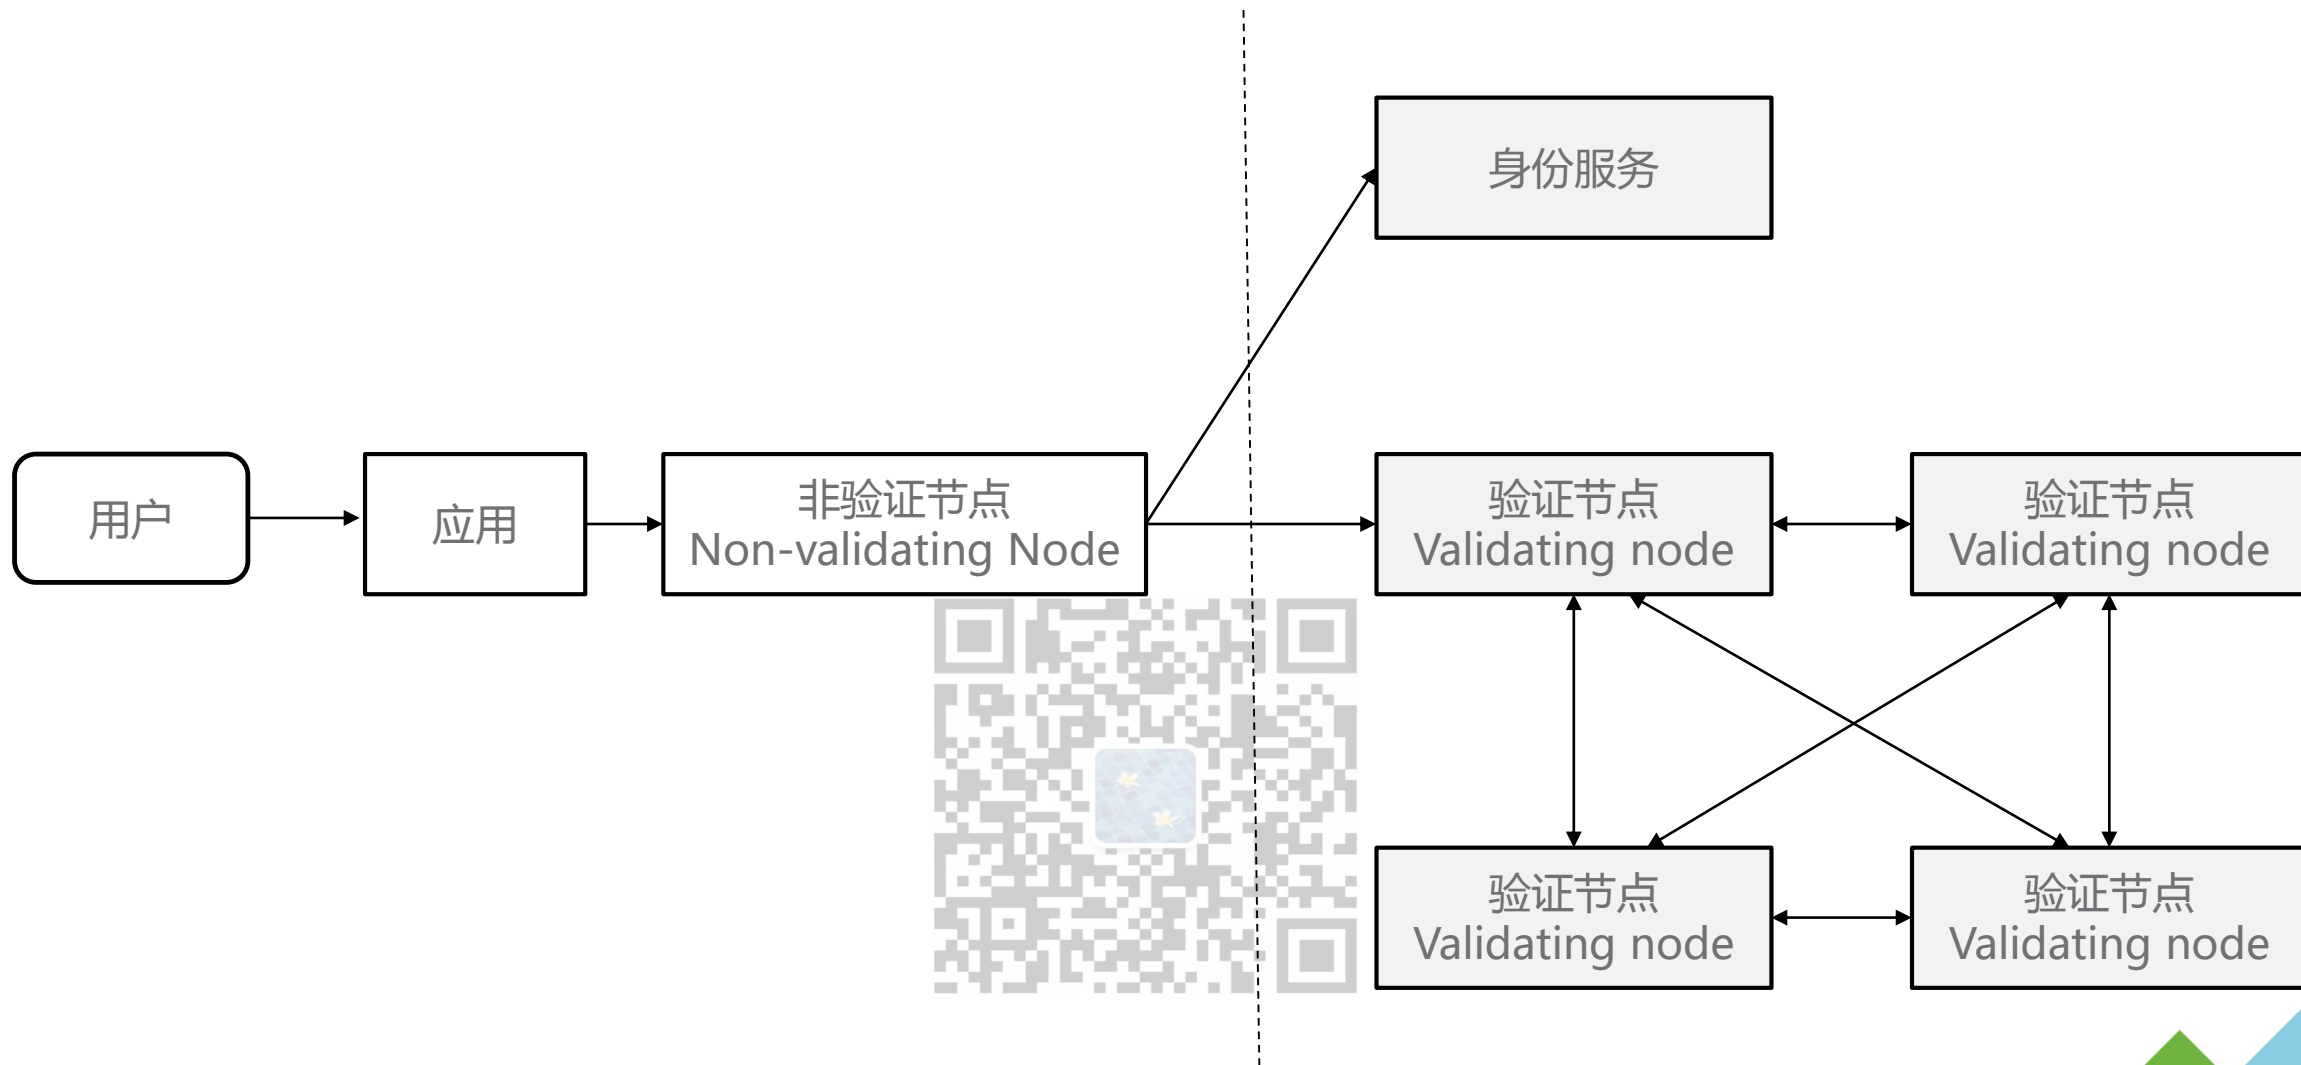 身份服务
用户
应用
非验证节点
Non-validating Node
验证节点
Validating node
验证节点
Validating node
验证节点
Validating node
验证节点
Validating node